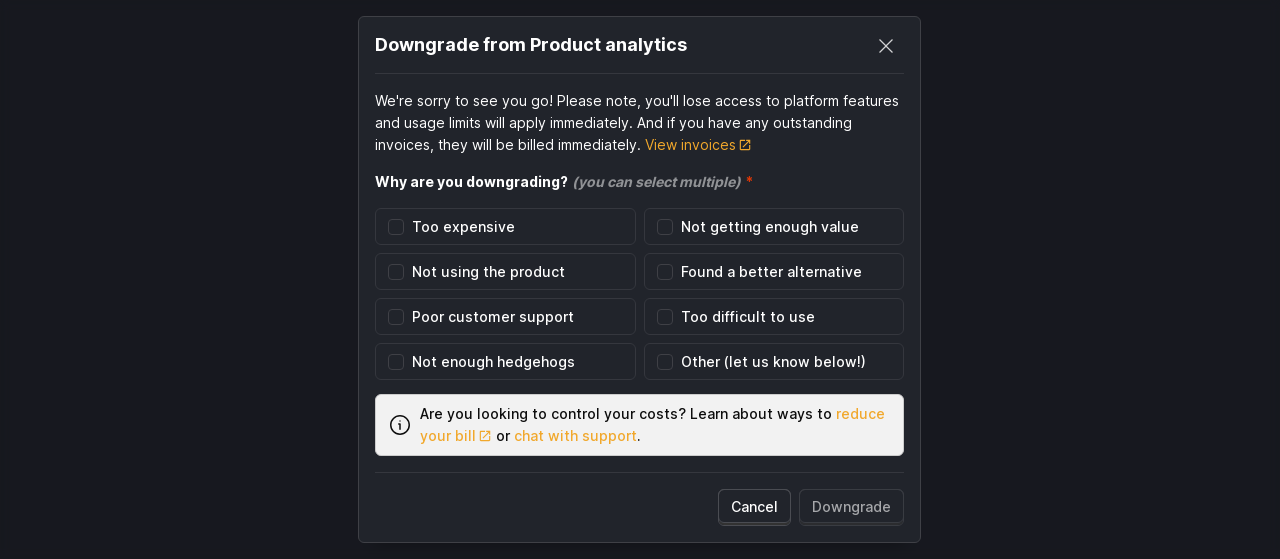 Downgrade from Product analytics
We're sorry to see you go! Please note, you'll lose access to platform features
and usage limits will apply immediately. And if you have any outstanding
invoices, they will be billed immediately. View invoices
Why are you downgrading? (you can select multiple) *
Too expensive
Not getting enough value
Not using the product
Found a better alternative
Poor customer support
Too difficult to use
Not enough hedgehogs
Other (let us know below!)
Are you looking to control your costs? Learn about ways to reduce
your bill or chat with support.
Cancel
Downgrade